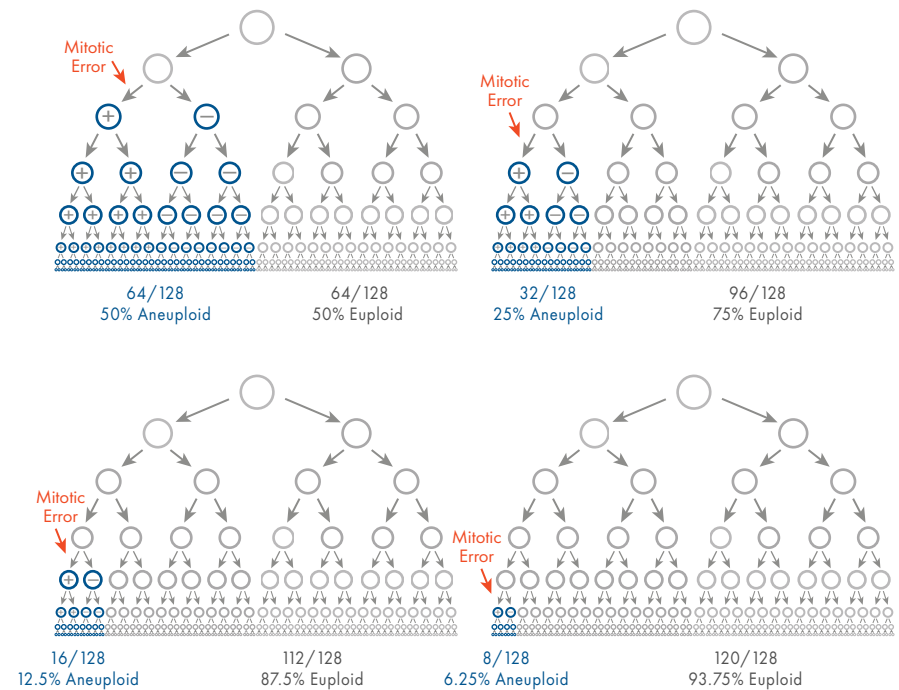 Mitotic
Error
+
−
+
+
−
−
+
+
+
+
−
−
−
−
64/128
50% Aneuploid
64/128
50% Euploid
Mitotic
Error
+
−
+
+
−
−
32/128
25% Aneuploid
96/128
75% Euploid
Mitotic
Error
+
−
16/128
12.5% Aneuploid
112/128
87.5% Euploid
Mitotic
Error
8/128
6.25% Aneuploid
120/128
93.75% Euploid